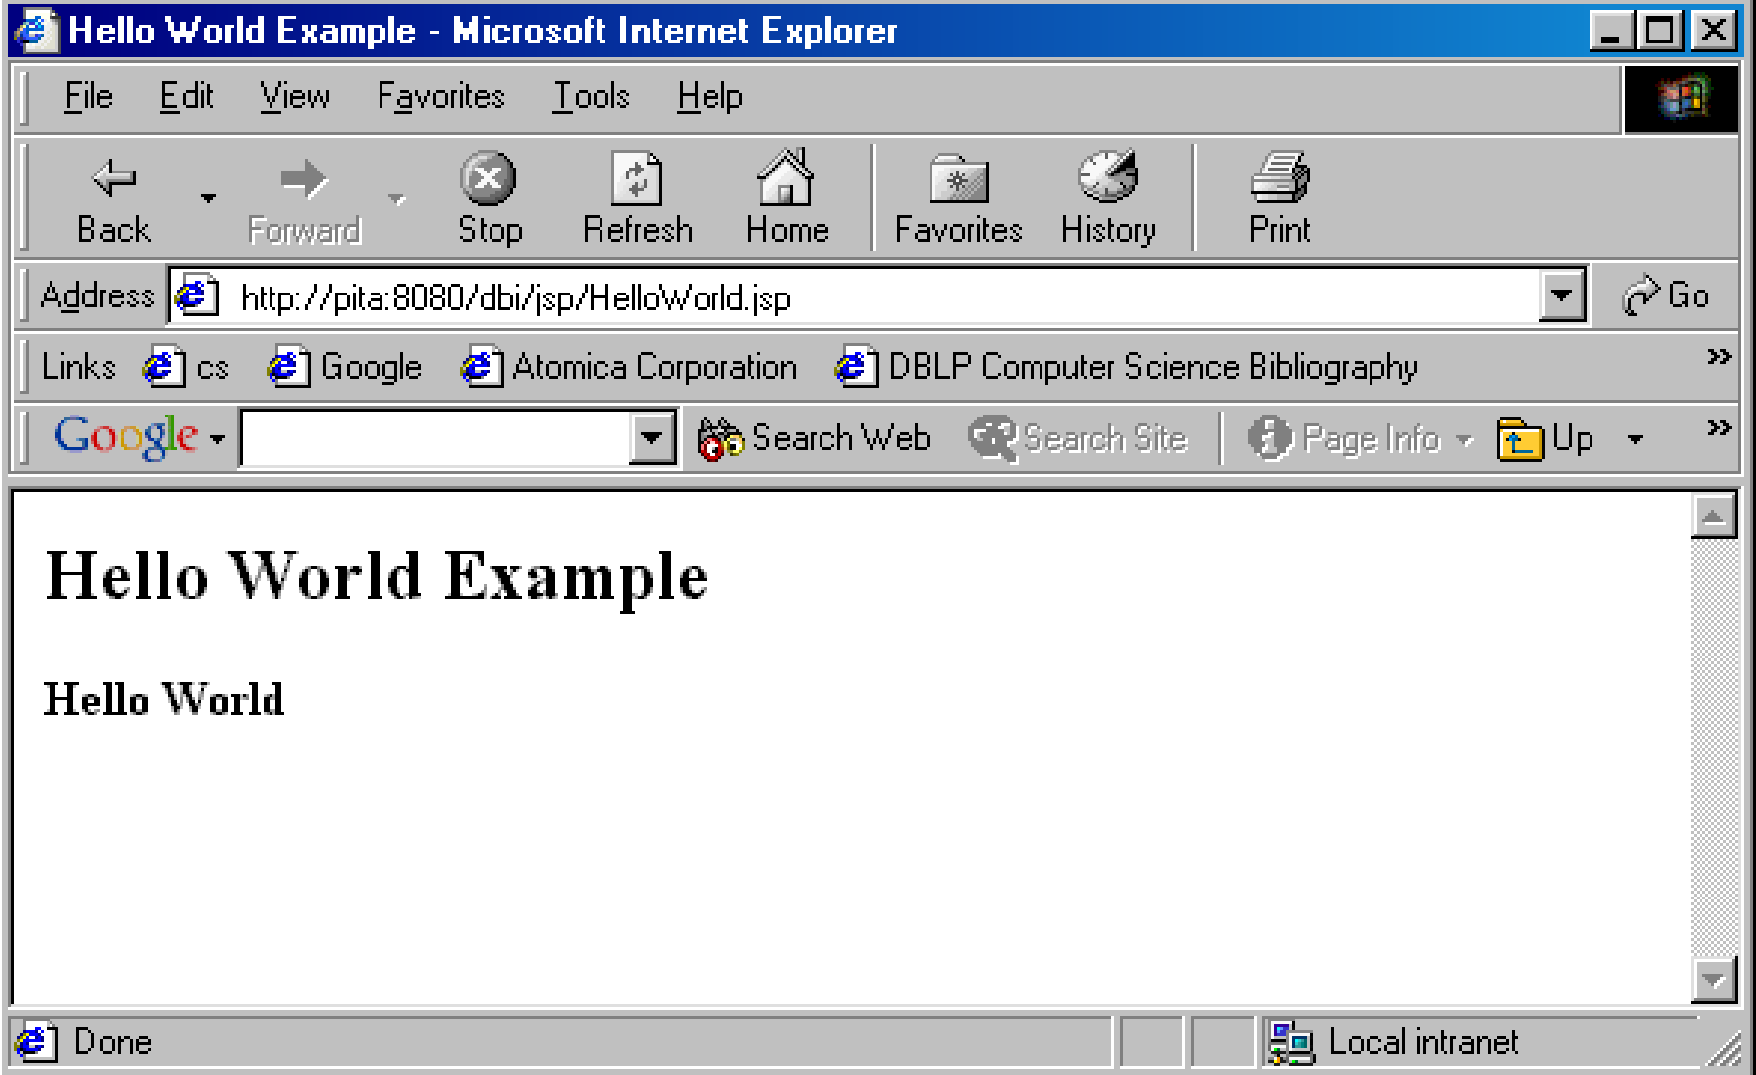 Hello World Example - Microsoft Internet Explorer
File Edit View Favorites Tools Help
Back Forward Stop Refresh Home Favorites History Print
Address http://pita:8080/dbi/jsp/HelloWorld.jsp Go
Links cs Google Atomica Corporation DBLP Computer Science Bibliography »
Google Search Web Search Site Page Info Up »
Hello World Example
Hello World
Done Local intranet